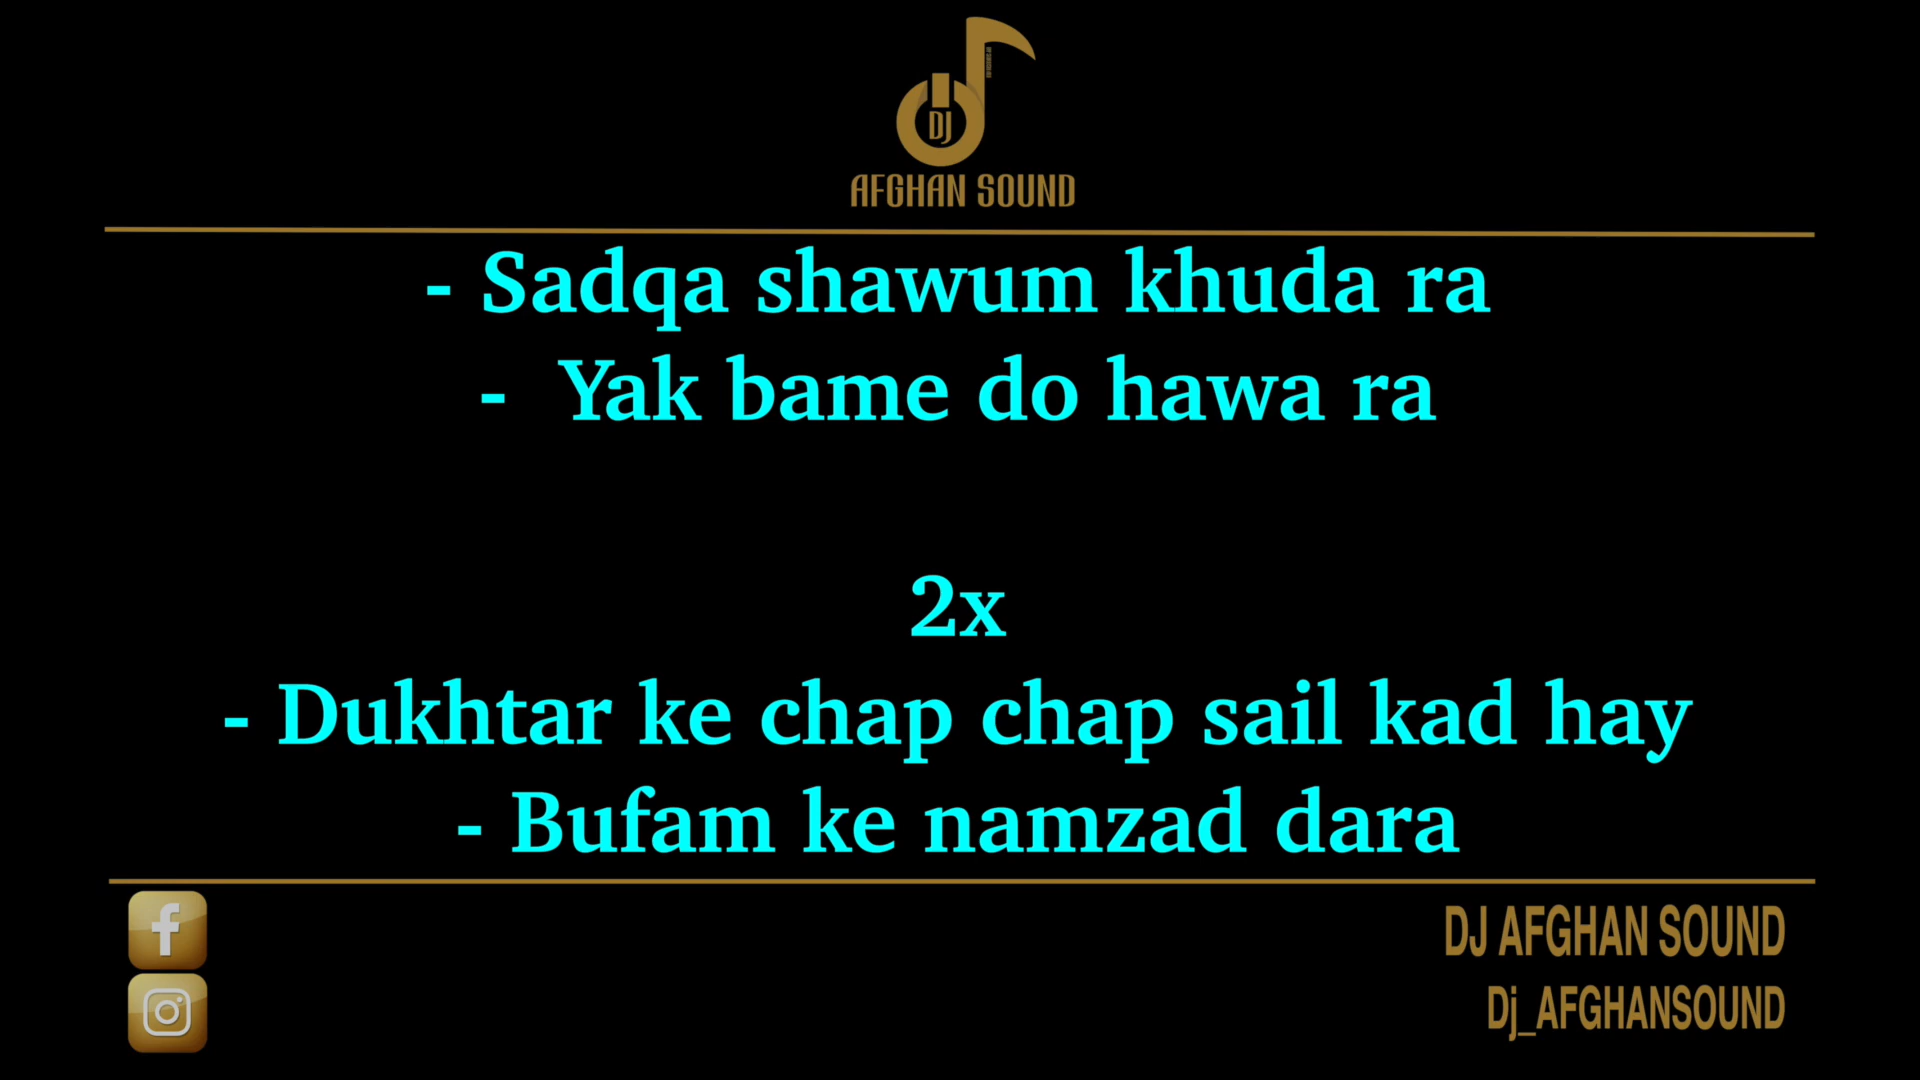 DJ
AFGHAN SOUND
- Sadqa shawum khuda ra
- Yak bame do hawa ra
2x
- Dukhtar ke chap chap sail kad hay
- Bufam ke namzad dara
DJ AFGHAN SOUND
Dj_AFGHANSOUND